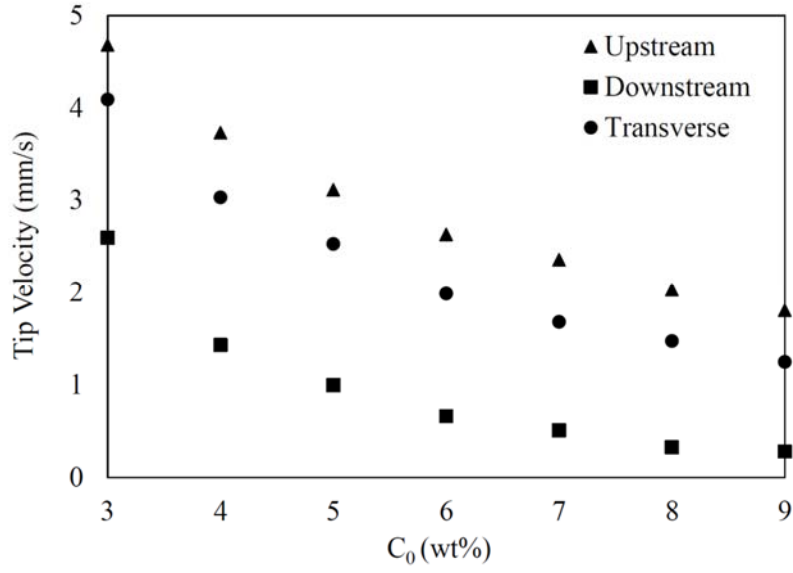 5
4
3
2
1
0
Tip Velocity (mm/s)
Upstream
Downstream
Transverse
3 4 5 6 7 8 9
C₀ (wt%)